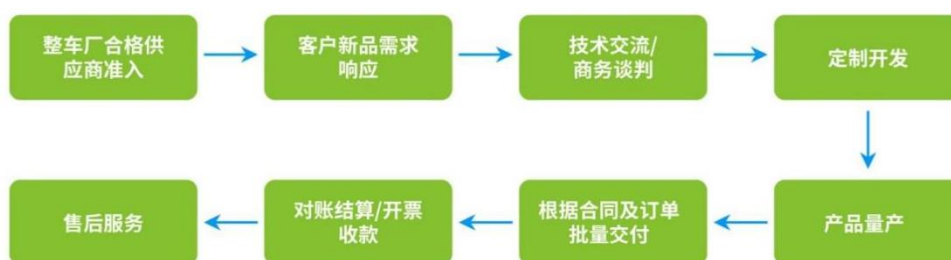 整车厂合格供
应商准入
客户新品需求
响应
技术交流/
商务谈判
定制开发
产品量产
根据合同及订单
批量交付
对账结算/开票
收款
售后服务